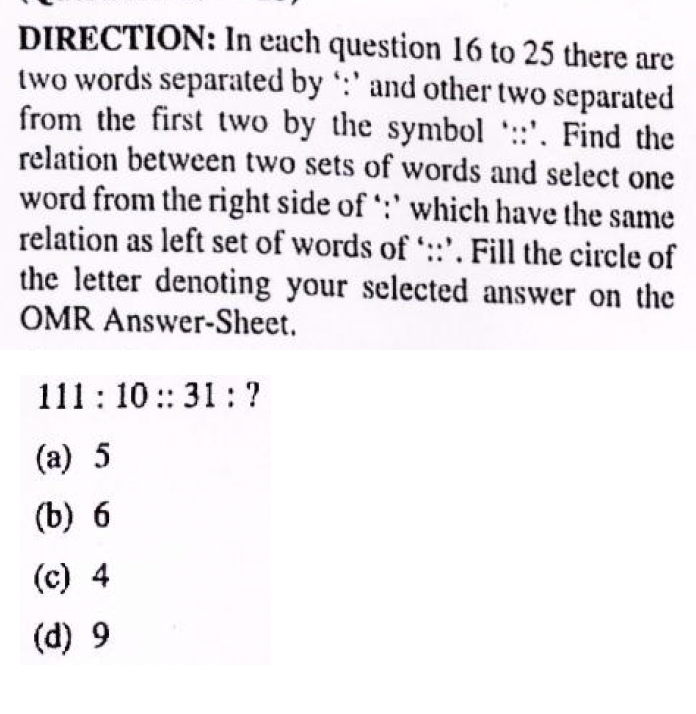 DIRECTION: In each question 16 to 25 there are
two words separated by ‘:’ and other two separated
from the first two by the symbol ‘::’. Find the
relation between two sets of words and select one
word from the right side of ‘:’ which have the same
relation as left set of words of ‘::’. Fill the circle of
the letter denoting your selected answer on the
OMR Answer-Sheet.
111 : 10 :: 31 : ?
(a) 5
(b) 6
(c) 4
(d) 9